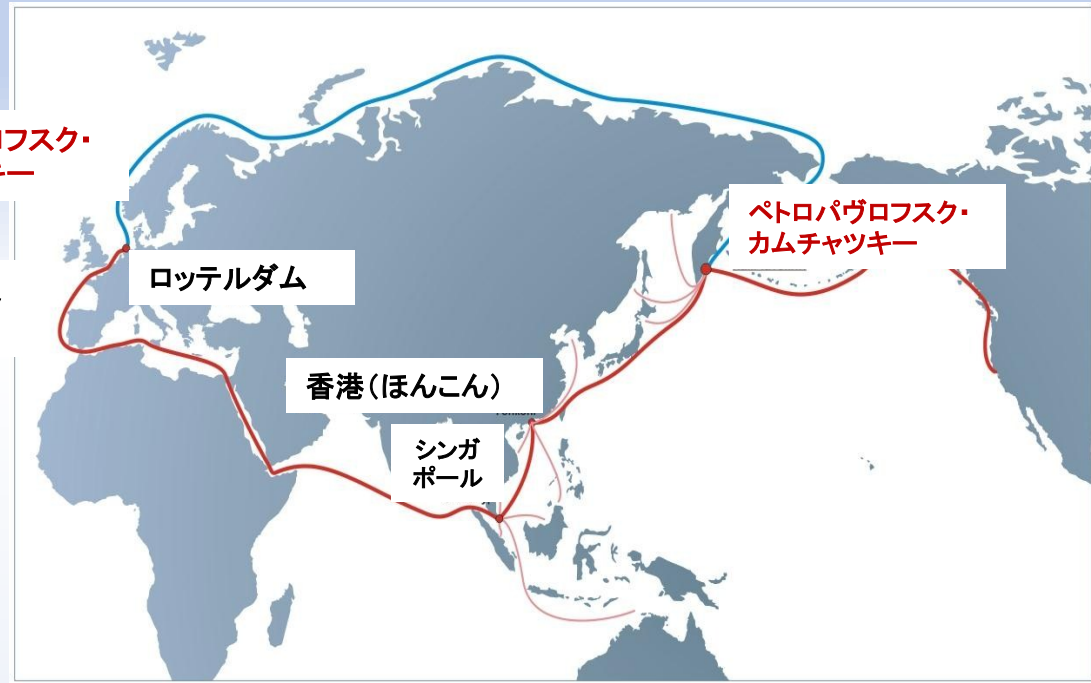 ロフスク・
キー
ペトロパヴロフスク・
カムチャツキー
ロッテルダム
香港（ほんこん）
シンガ
ポール